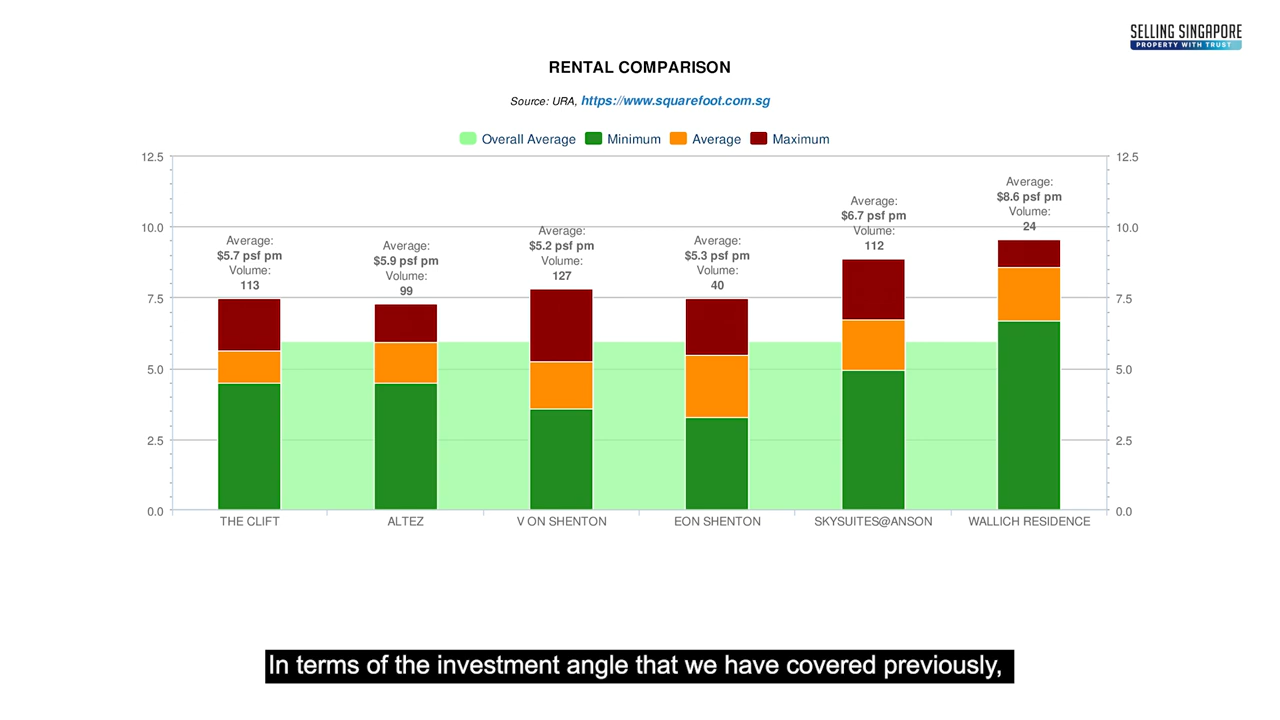 SELLING SINGAPORE
PROPERTY WITH TRUST
RENTAL COMPARISON
Source: URA, https://www.squarefoot.com.sg
Overall Average Minimum Average Maximum
12.5
10.0
7.5
5.0
2.5
0.0
Average:
$5.7 psf pm
Volume:
113
Average:
$5.9 psf pm
Volume:
99
Average:
$5.2 psf pm
Volume:
127
Average:
$5.3 psf pm
Volume:
40
Average:
$6.7 psf pm
Volume:
112
Average:
$8.6 psf pm
Volume:
24
12.5
10.0
7.5
5.0
2.5
0.0
THE CLIFT ALTEZ V ON SHENTON EON SHENTON SKYSUITES@ANSON WALLICH RESIDENCE
In terms of the investment angle that we have covered previously,